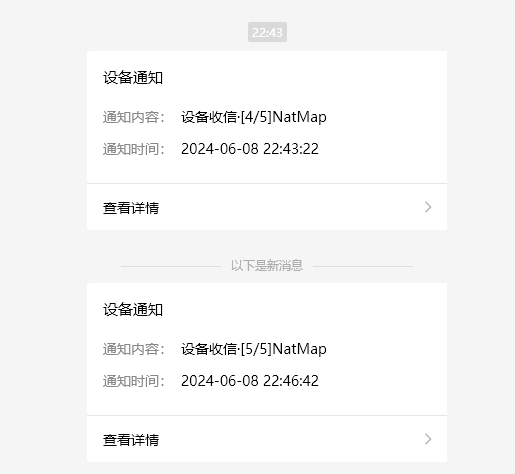 22:43
设备通知
通知内容： 设备收信·[4/5]NatMap
通知时间： 2024-06-08 22:43:22
查看详情
以下是新消息
设备通知
通知内容： 设备收信·[5/5]NatMap
通知时间： 2024-06-08 22:46:42
查看详情